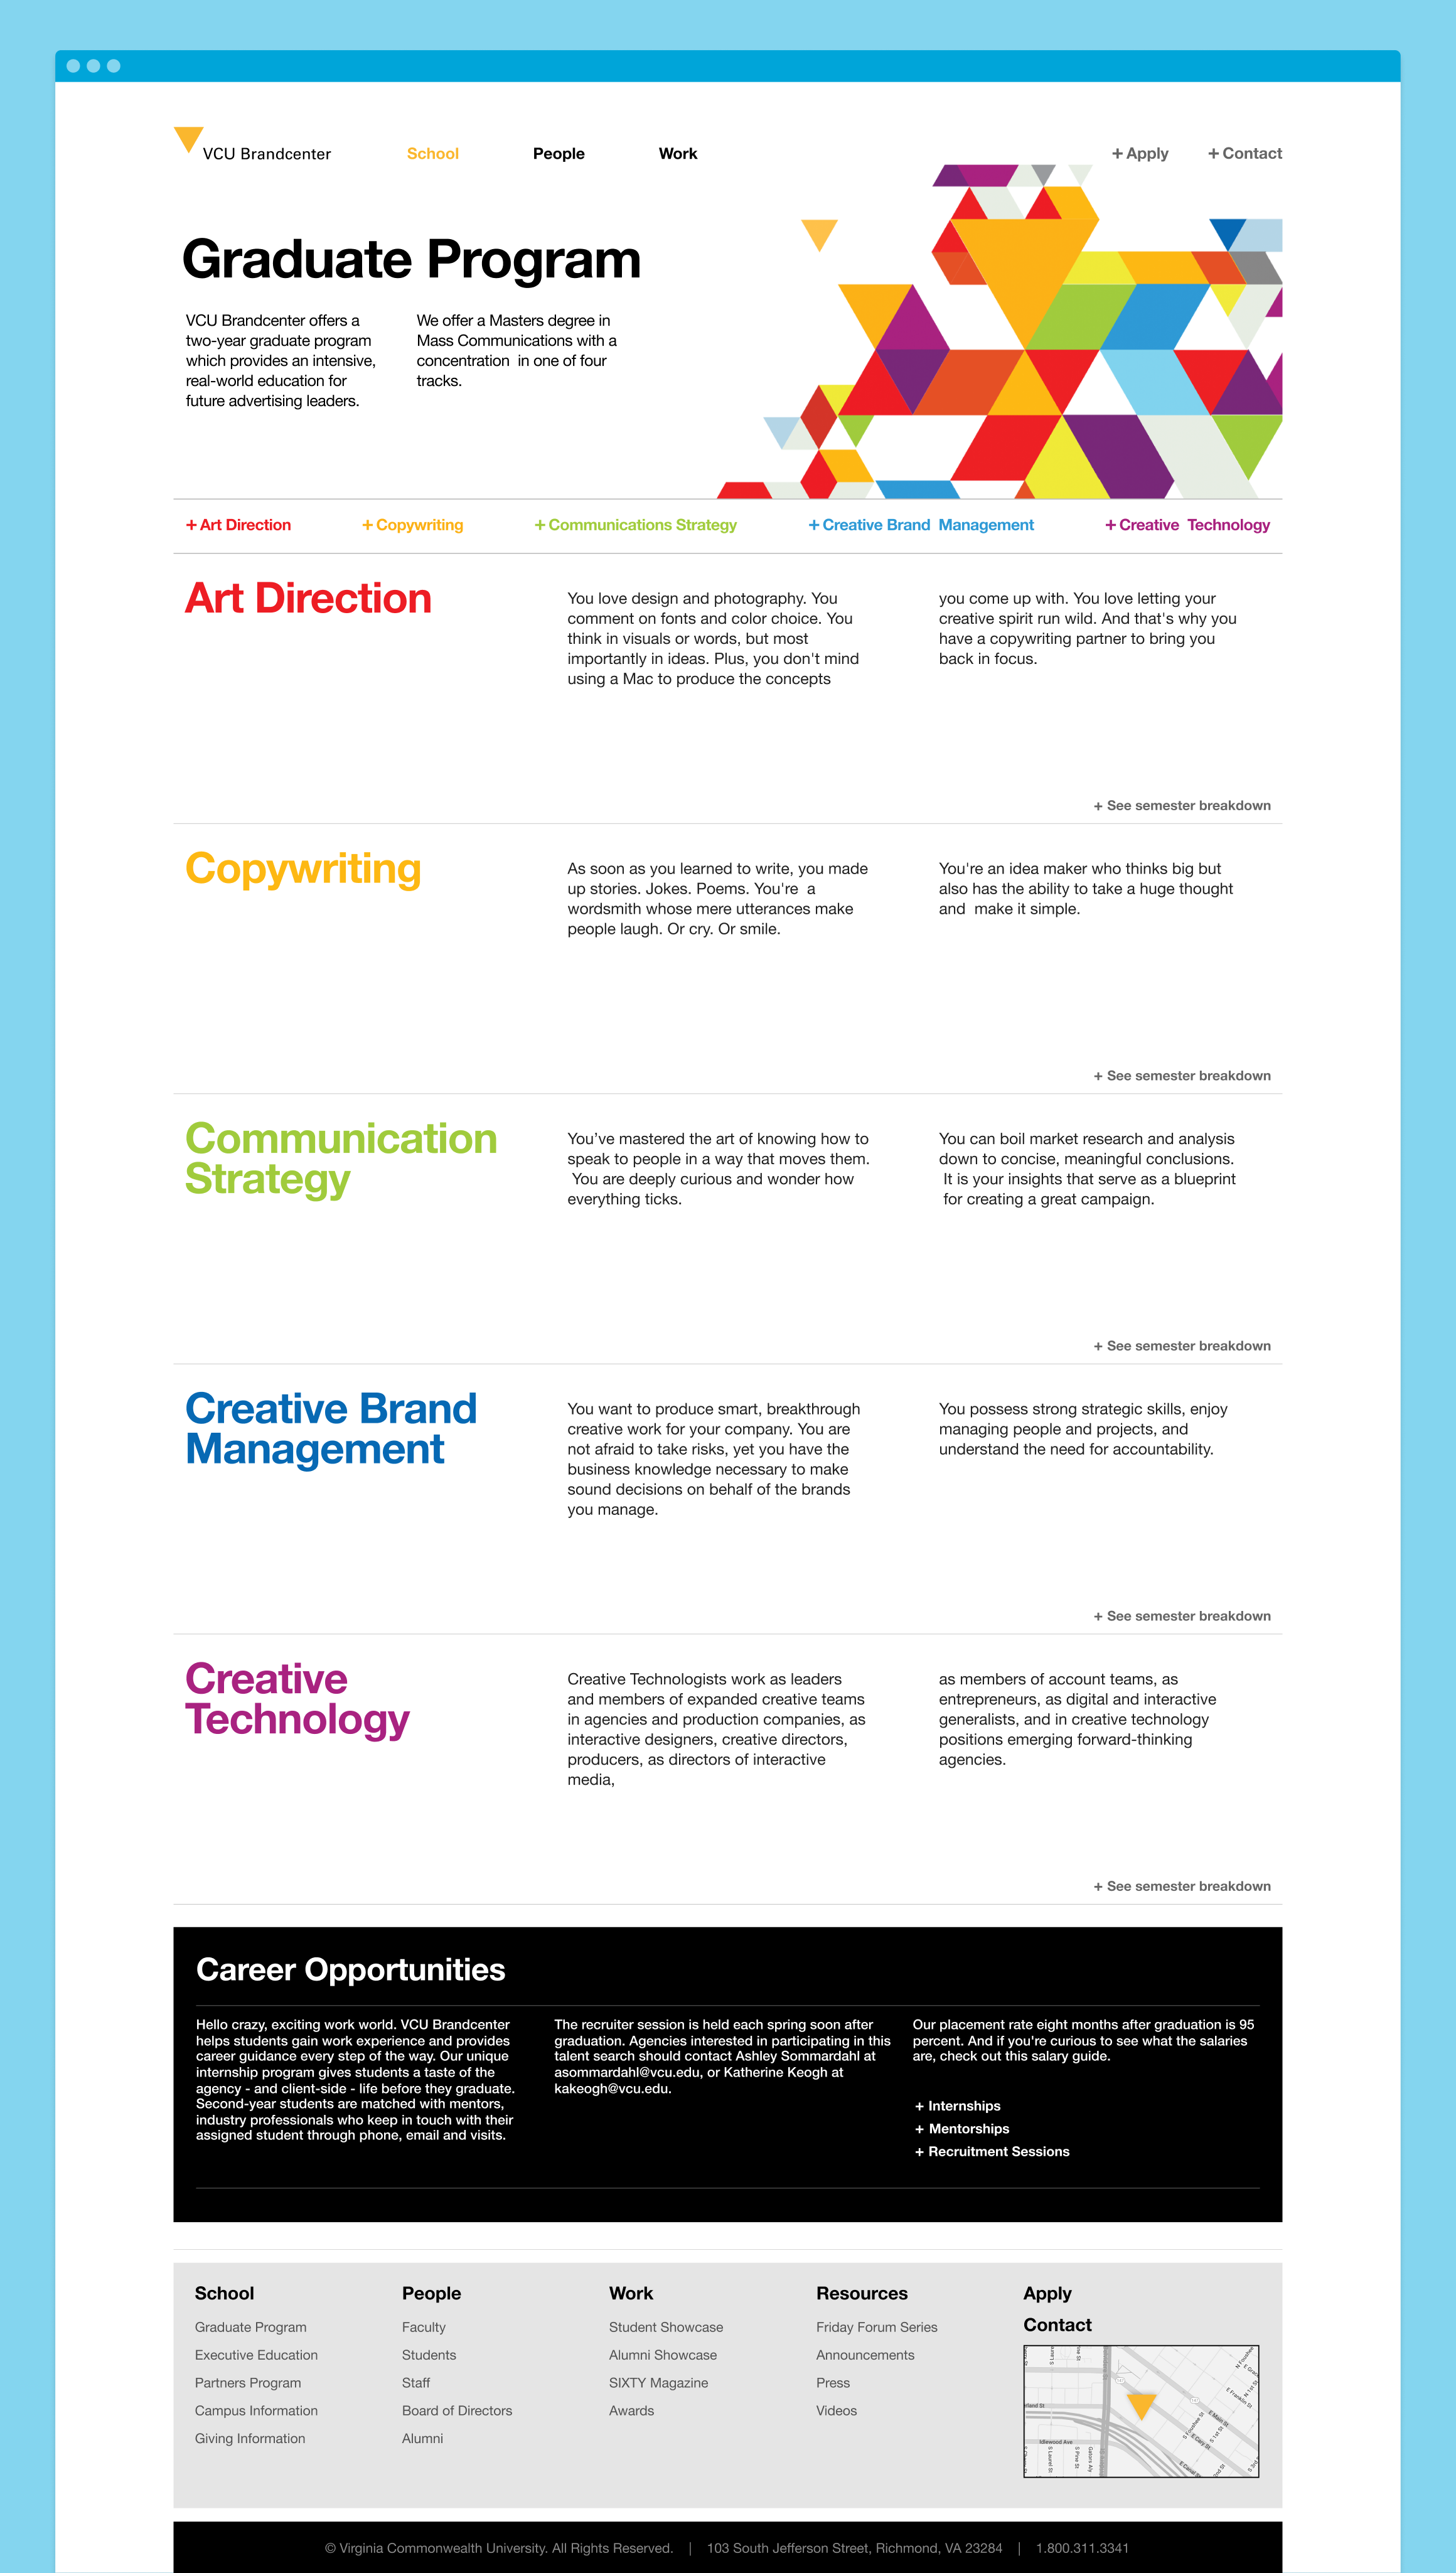 VCU Brandcenter
School
People
Work
+ Apply
+ Contact
Graduate Program
VCU Brandcenter offers a
two-year graduate program
which provides an intensive,
real-world education for
future advertising leaders.
We offer a Masters degree in
Mass Communications with a
concentration in one of four
tracks.
+ Art Direction
+ Copywriting
+ Communications Strategy
+ Creative Brand Management
+ Creative Technology
Art Direction
You love design and photography. You
comment on fonts and color choice. You
think in visuals or words, but most
importantly in ideas. Plus, you don't mind
using a Mac to produce the concepts
you come up with. You love letting your
creative spirit run wild. And that's why you
have a copywriting partner to bring you
back in focus.
+ See semester breakdown
Copywriting
As soon as you learned to write, you made
up stories. Jokes. Poems. You're a
wordsmith whose mere utterances make
people laugh. Or cry. Or smile.
You're an idea maker who thinks big but
also has the ability to take a huge thought
and make it simple.
+ See semester breakdown
Communication
Strategy
You’ve mastered the art of knowing how to
speak to people in a way that moves them.
You are deeply curious and wonder how
everything ticks.
You can boil market research and analysis
down to concise, meaningful conclusions.
It is your insights that serve as a blueprint
for creating a great campaign.
+ See semester breakdown
Creative Brand
Management
You want to produce smart, breakthrough
creative work for your company. You are
not afraid to take risks, yet you have the
business knowledge necessary to make
sound decisions on behalf of the brands
you manage.
You possess strong strategic skills, enjoy
managing people and projects, and
understand the need for accountability.
+ See semester breakdown
Creative
Technology
Creative Technologists work as leaders
and members of expanded creative teams
in agencies and production companies, as
interactive designers, creative directors,
producers, as directors of interactive
media,
as members of account teams, as
entrepreneurs, as digital and interactive
generalists, and in creative technology
positions emerging forward-thinking
agencies.
+ See semester breakdown
Career Opportunities
Hello crazy, exciting work world. VCU Brandcenter
helps students gain work experience and provides
career guidance every step of the way. Our unique
internship program gives students a taste of the
agency - and client-side - life before they graduate.
Second-year students are matched with mentors,
industry professionals who keep in touch with their
assigned student through phone, email and visits.
The recruiter session is held each spring soon after
graduation. Agencies interested in participating in this
talent search should contact Ashley Sommardahl at
asommardahl@vcu.edu, or Katherine Keogh at
kakeogh@vcu.edu.
Our placement rate eight months after graduation is 95
percent. And if you're curious to see what the salaries
are, check out this salary guide.
+ Internships
+ Mentorships
+ Recruitment Sessions
School
Graduate Program
Executive Education
Partners Program
Campus Information
Giving Information
People
Faculty
Students
Staff
Board of Directors
Alumni
Work
Student Showcase
Alumni Showcase
SIXTY Magazine
Awards
Resources
Friday Forum Series
Announcements
Press
Videos
Apply
Contact
E Franklin St
E Main St
E Cary St
S 1st St
Idlewood Ave
S Laurel St
S Pine St
© Virginia Commonwealth University. All Rights Reserved. | 103 South Jefferson Street, Richmond, VA 23284 | 1.800.311.3341